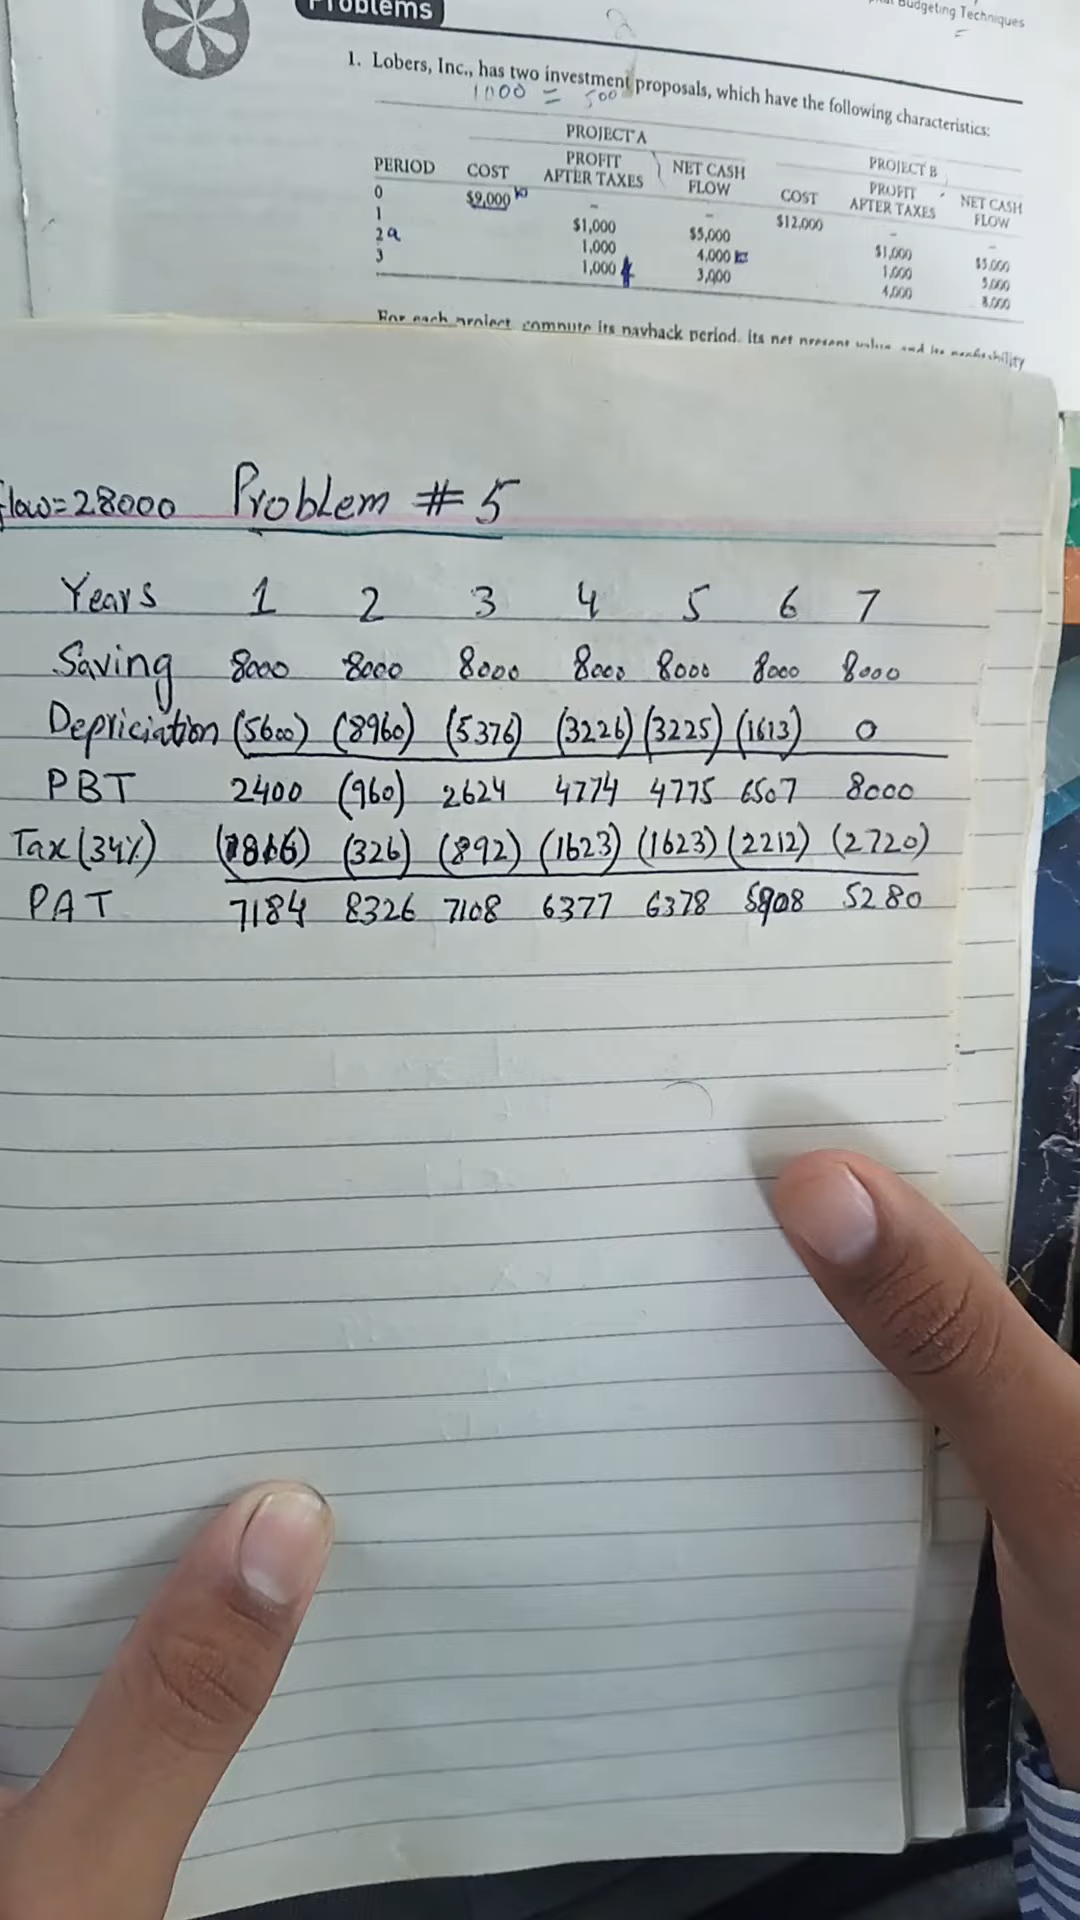 Problems
Budgeting Techniques
1. Lobers, Inc., has two investment proposals, which have the following characteristics:
1000 = 500
PROJECT A PROJECT B
PERIOD COST PROFIT AFTER TAXES NET CASH FLOW COST PROFIT AFTER TAXES NET CASH FLOW
0 $9,000 – – $12,000 – –
1 $1,000 $5,000 $1,000 $5,000
2 1,000 4,000 1,000 5,000
3 1,000 3,000 4,000 8,000
For each project, compute its payback period, its net present value, and its profitability
flow=28000 Problem # 5
Years 1 2 3 4 5 6 7
Saving 8000 8000 8000 8000 8000 8000 8000
Depriciation (5600) (8960) (5376) (3226) (3225) (1613) 0
PBT 2400 (960) 2624 4774 4775 6507 8000
Tax (34%) (816) (326) (892) (1623) (1623) (2212) (2720)
PAT 7184 8326 7108 6377 6378 5908 5280